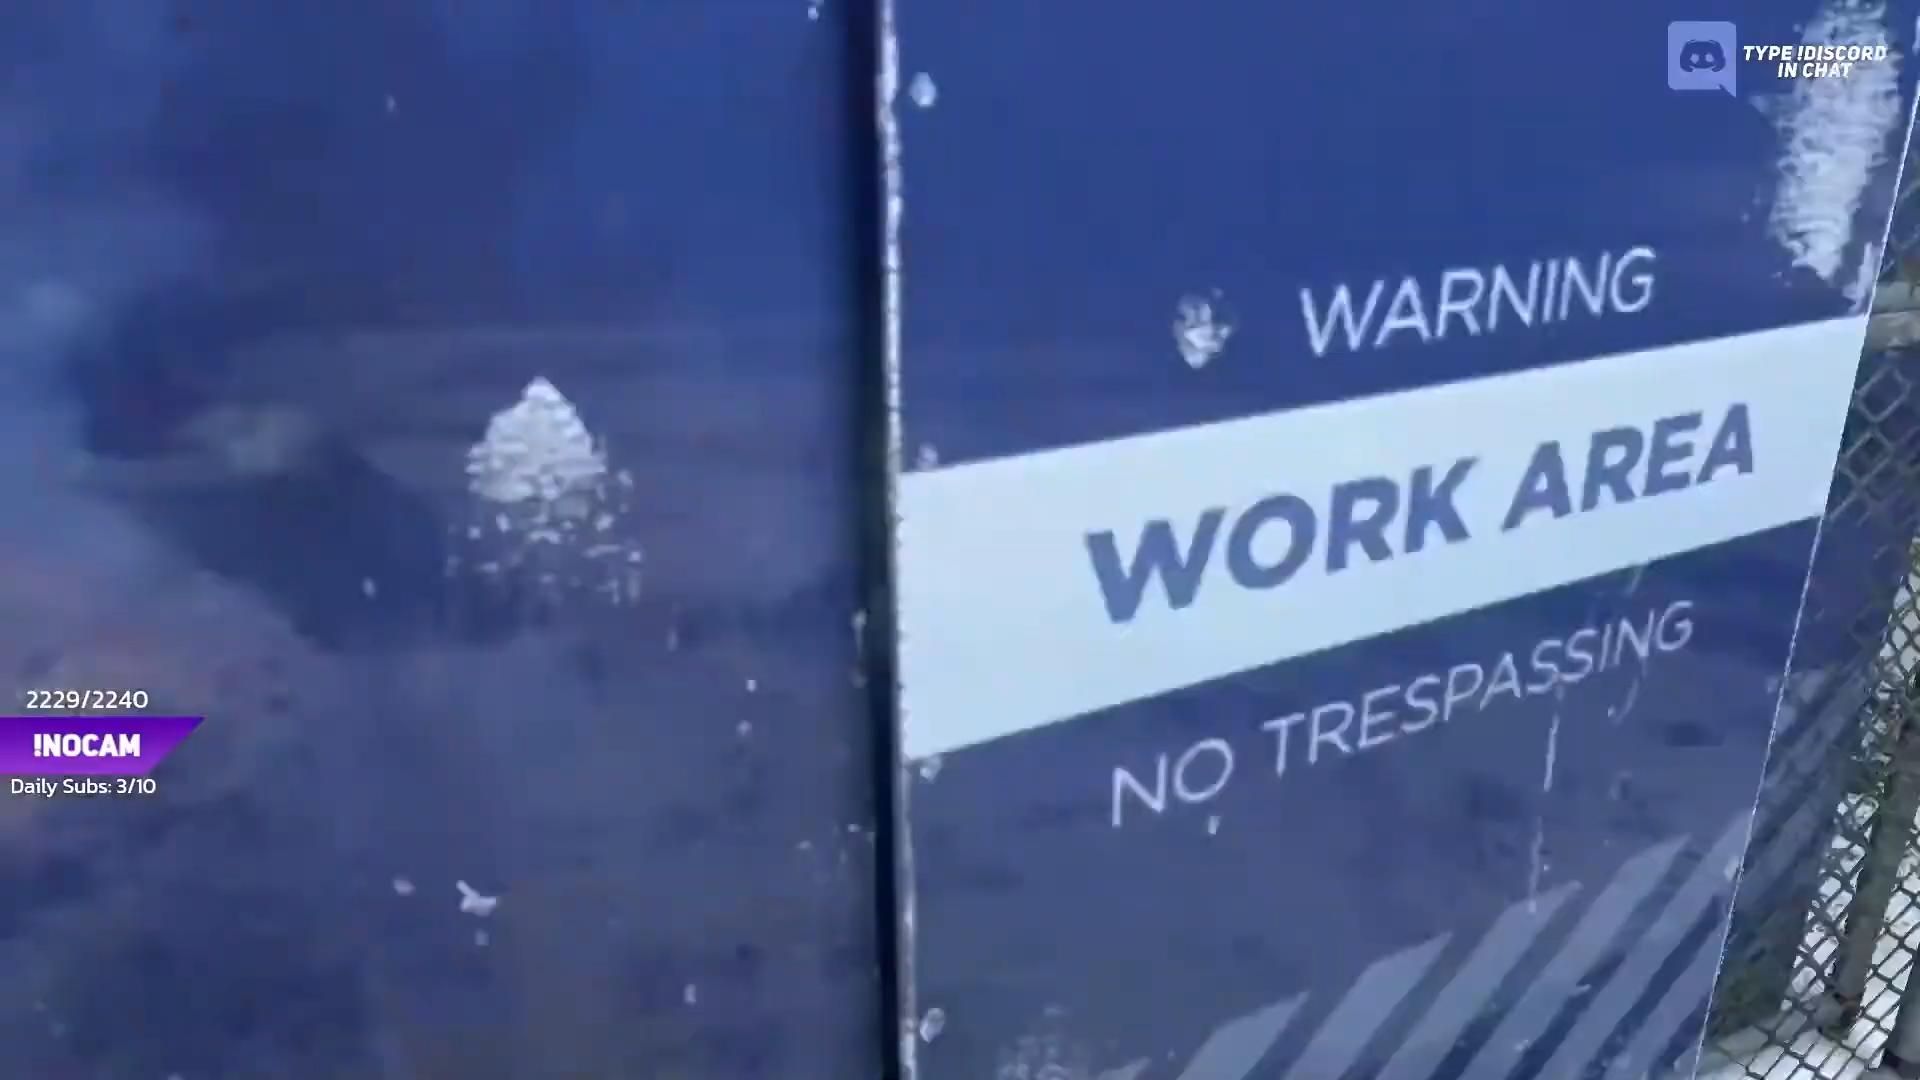 TYPE !DISCORD
IN CHAT
WARNING
WORK AREA
NO TRESPASSING
2229/2240
!NOCAM
Daily Subs: 3/10